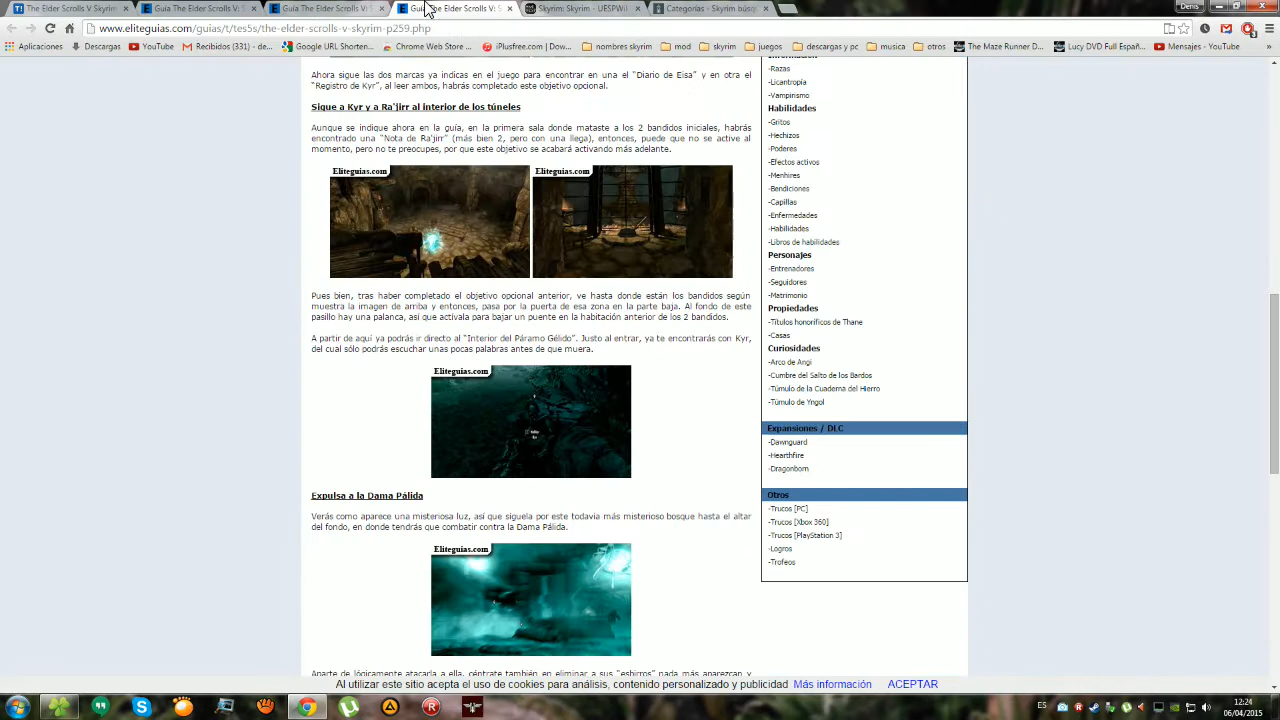 The Elder Scrolls V Skyrim
Guia The Elder Scrolls V: S
Guia The Elder Scrolls V: S
Guia The Elder Scrolls V: S
Skyrim: Skyrim - UESPWiki
Categorías - Skyrim búsqu
Denis
www.eliteguias.com/guias/t/tes5s/the-elder-scrolls-v-skyrim-p259.php
Aplicaciones
Descargas
YouTube
Recibidos (331) - de...
Google URL Shorten...
Chrome Web Store ...
iPlusfree.com | Dow...
nombres skyrim
mod
skyrim
juegos
descargas y pc
musica
otros
The Maze Runner D...
Lucy DVD Full Españ...
Mensajes - YouTube
Ahora sigue las dos marcas ya indicas en el juego para encontrar en una el “Diario de Eisa” y en otra el
“Registro de Kyr”, al leer ambos, habrás completado este objetivo opcional.
Sigue a Kyr y a Ra'jirr al interior de los túneles
Aunque se indique ahora en la guía, en la primera sala donde mataste a los 2 bandidos iniciales, habrás
encontrado una “Nota de Ra'jirr” (más bien 2, pero con una llega), entonces, puede que no se active al
momento, pero no te preocupes, por que este objetivo se acabará activando más adelante.
Eliteguias.com
Eliteguias.com
Pues bien, tras haber completado el objetivo opcional anterior, ve hasta donde están los bandidos según
muestra la imagen de arriba y entonces, pasa por la puerta de esa zona en la parte baja. Al fondo de este
pasillo hay una palanca, así que actívala para bajar un puente en la habitación anterior de los 2 bandidos.
A partir de aquí ya podrás ir directo al “Interior del Páramo Gélido”. Justo al entrar, ya te encontrarás con Kyr,
del cual sólo podrás escuchar unas pocas palabras antes de que muera.
Eliteguias.com
Expulsa a la Dama Pálida
Verás como aparece una misteriosa luz, así que síguela por este todavía más misterioso bosque hasta el altar
del fondo, en donde tendrás que combatir contra la Dama Pálida.
Eliteguias.com
Aparte de lógicamente atacarla a ella, céntrate también en eliminar a sus “esbirros” nada más aparezcan y
Información
-Razas
-Licantropía
-Vampirismo
Habilidades
-Gritos
-Hechizos
-Poderes
-Efectos activos
-Menhires
-Bendiciones
-Capillas
-Enfermedades
-Habilidades
-Libros de habilidades
Personajes
-Entrenadores
-Seguidores
-Matrimonio
Propiedades
-Títulos honoríficos de Thane
-Casas
Curiosidades
-Arco de Angi
-Cumbre del Salto de los Bardos
-Túmulo de la Cuaderna del Hierro
-Túmulo de Yngol
Expansiones / DLC
-Dawnguard
-Hearthfire
-Dragonborn
Otros
-Trucos [PC]
-Trucos [Xbox 360]
-Trucos [PlayStation 3]
-Logros
-Trofeos
Al utilizar este sitio acepta el uso de cookies para análisis, contenido personalizado y publicidad Más información ACEPTAR
ES
12:24
06/04/2015